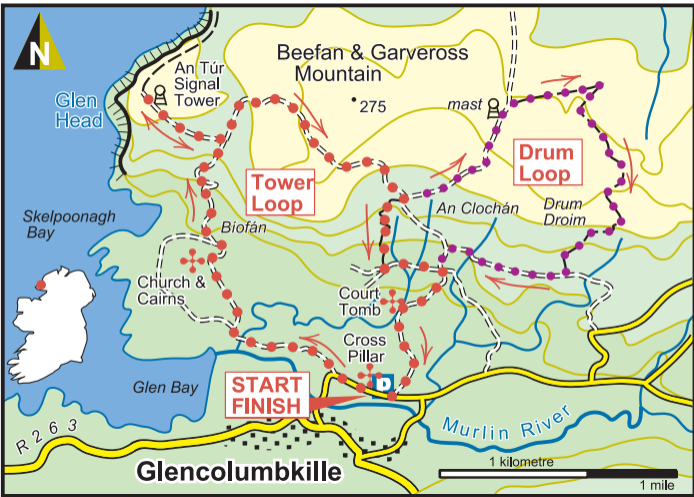 N
An Túr
Signal
Tower
Beefan & Garveross
Mountain
275
mast
Glen
Head
Tower
Loop
Drum
Loop
An Clochán
Drum
Droim
Skelpoonagh
Bay
Biofán
Church &
Cairns
Court
Tomb
Cross
Pillar
START
FINISH
Glen Bay
R263
Murlin River
Glencolumbkille
1 kilometre
1 mile